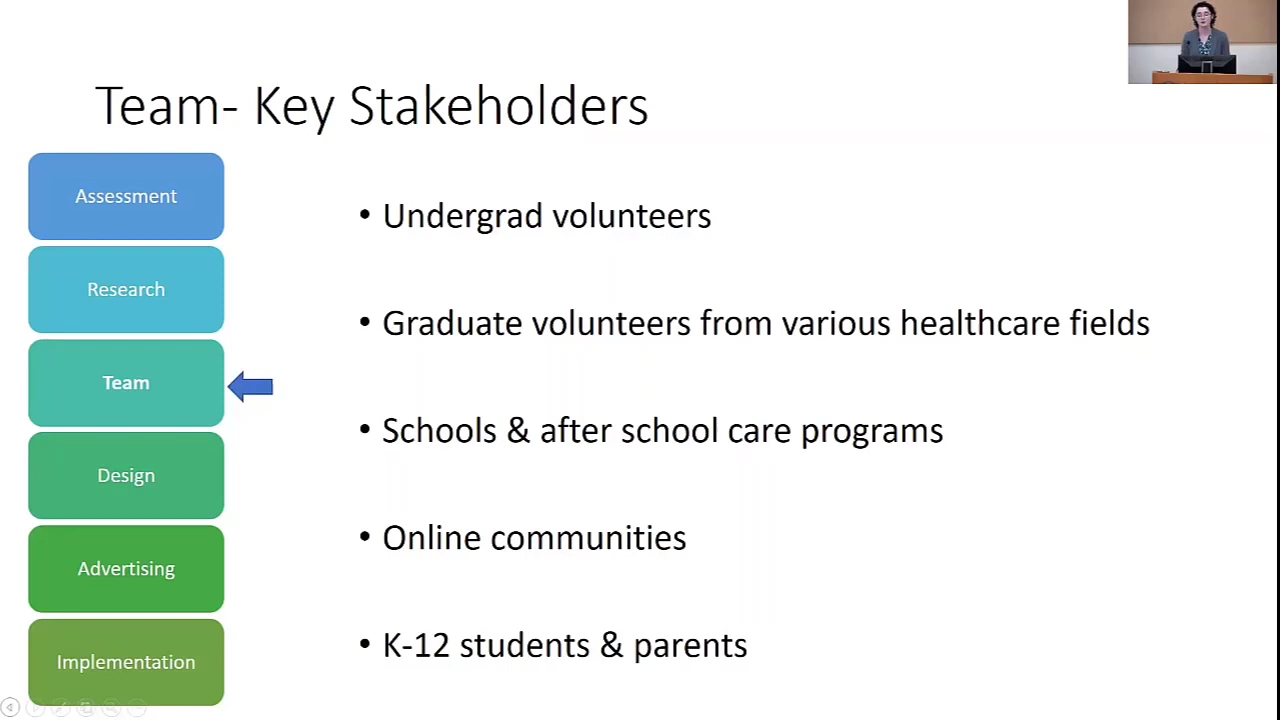 Team- Key Stakeholders
Assessment
Research
Team
Design
Advertising
Implementation
• Undergrad volunteers
• Graduate volunteers from various healthcare fields
• Schools & after school care programs
• Online communities
• K-12 students & parents